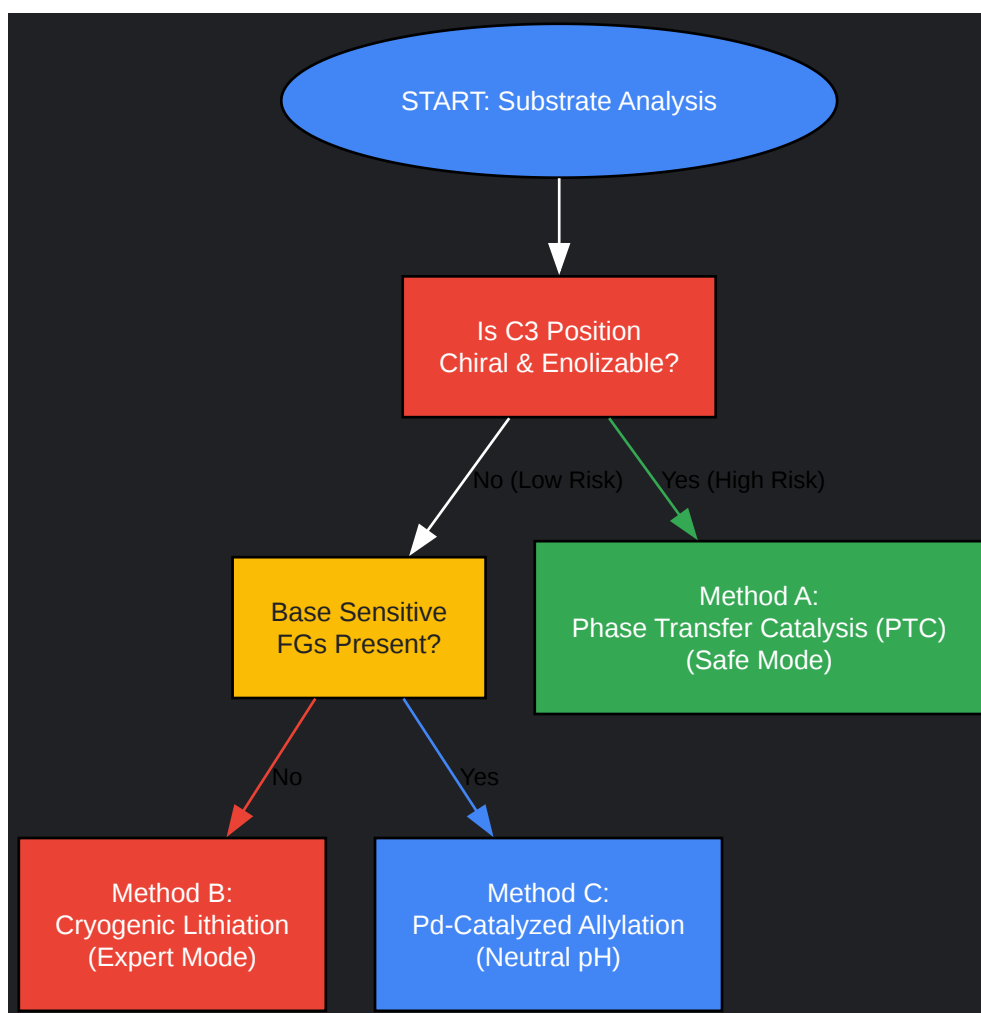 START: Substrate Analysis
Is C3 Position
Chiral & Enolizable?
No (Low Risk)
Yes (High Risk)
Base Sensitive
FGs Present?
Method A:
Phase Transfer Catalysis (PTC)
(Safe Mode)
No
Yes
Method B:
Cryogenic Lithiation
(Expert Mode)
Method C:
Pd-Catalyzed Allylation
(Neutral pH)